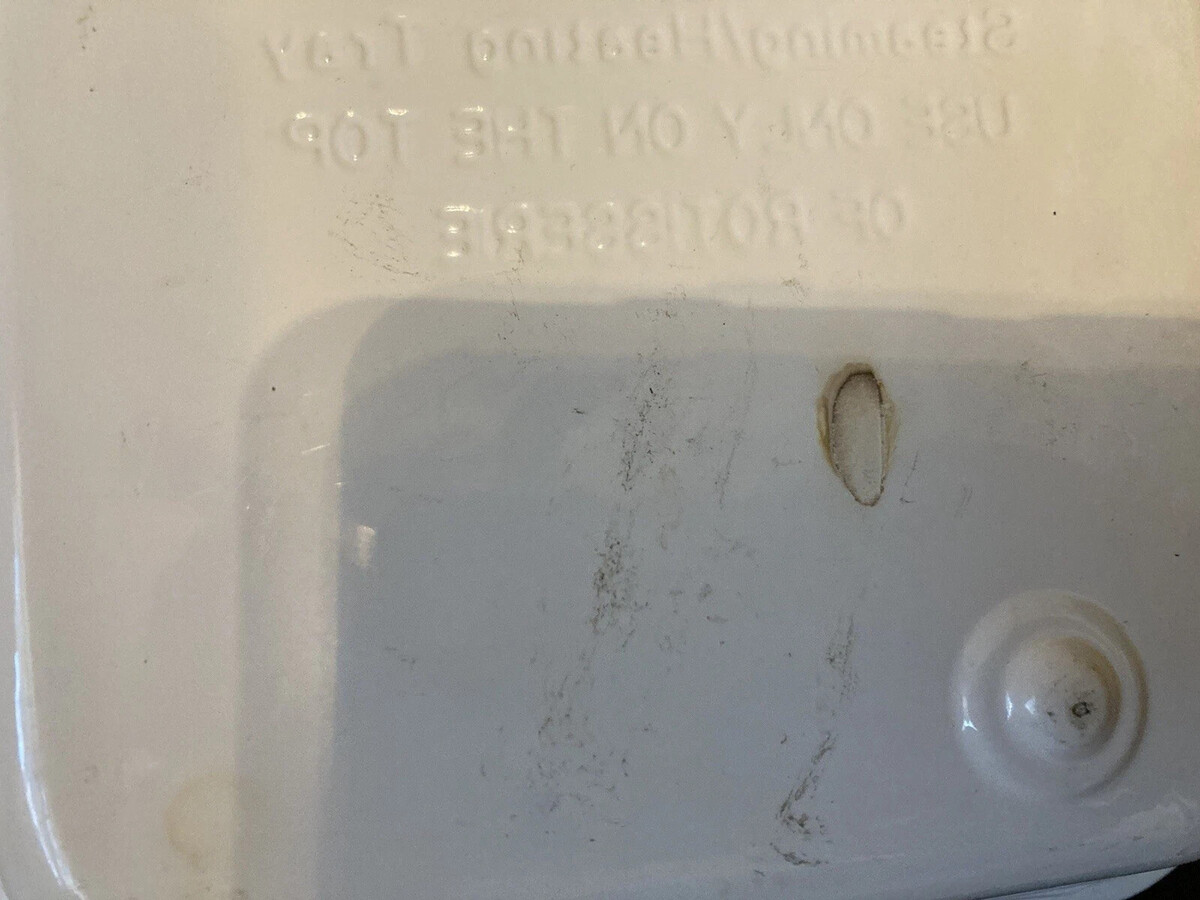 Steaming/Heating Tray
USE ONLY ON THE TOP
OF ROTISSERIE